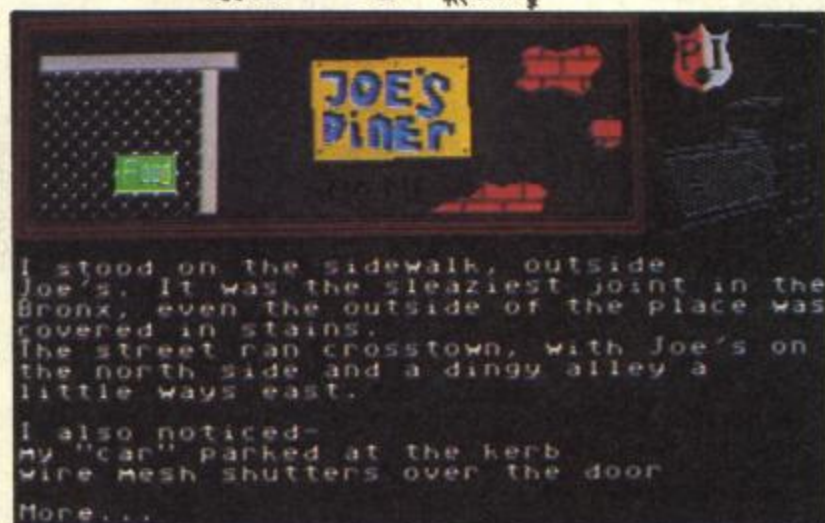 JOE'S
DINER
PI
Food
I stood on the sidewalk, outside
Joe's. It was the sleaziest joint in the
Bronx, even the outside of the place was
covered in stains.
The street ran crosstown, with Joe's on
the north side and a dingy alley a
little ways east.
I also noticed-
my "car" parked at the kerb
wire mesh shutters over the door
More...